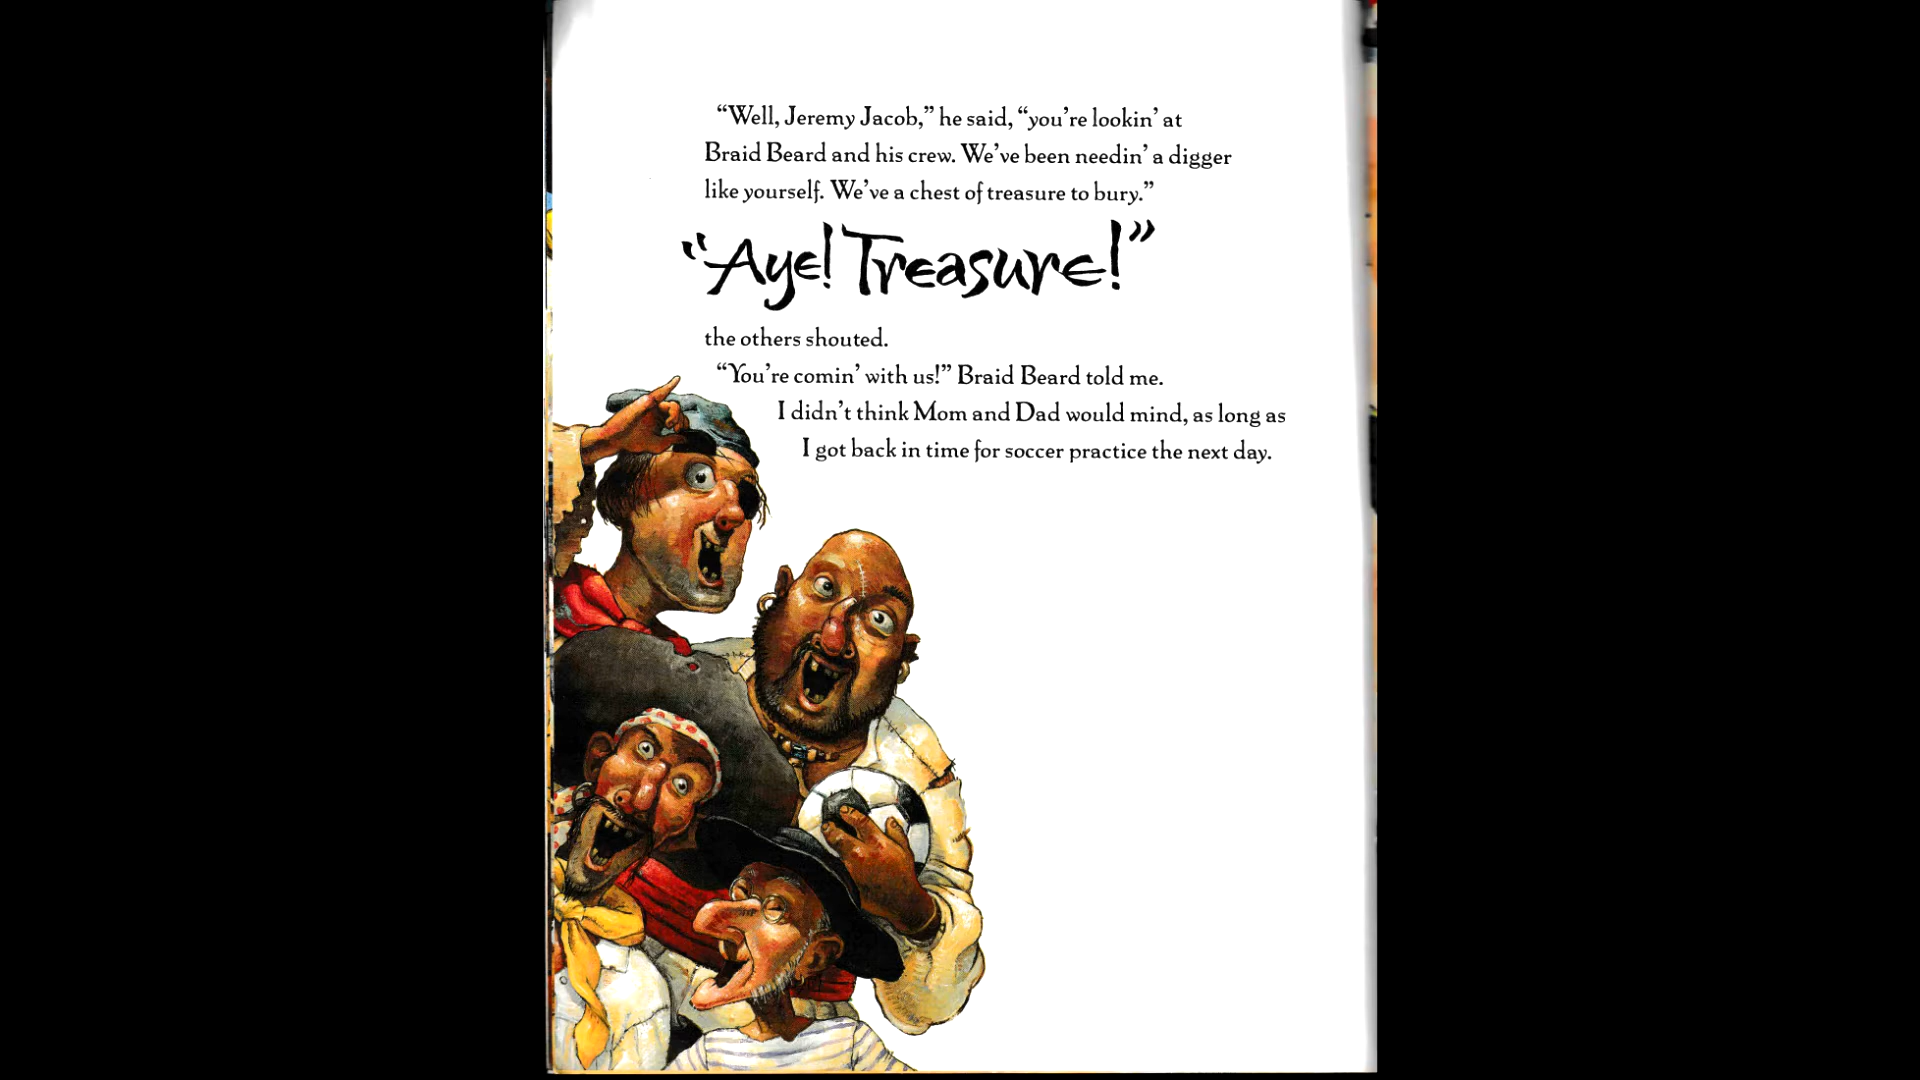 “Well, Jeremy Jacob,” he said, “you’re lookin’ at
Braid Beard and his crew. We’ve been needin’ a digger
like yourself. We’ve a chest of treasure to bury.”
“Aye! Treasure!”
the others shouted.
“You’re comin’ with us!” Braid Beard told me.
I didn’t think Mom and Dad would mind, as long as
I got back in time for soccer practice the next day.